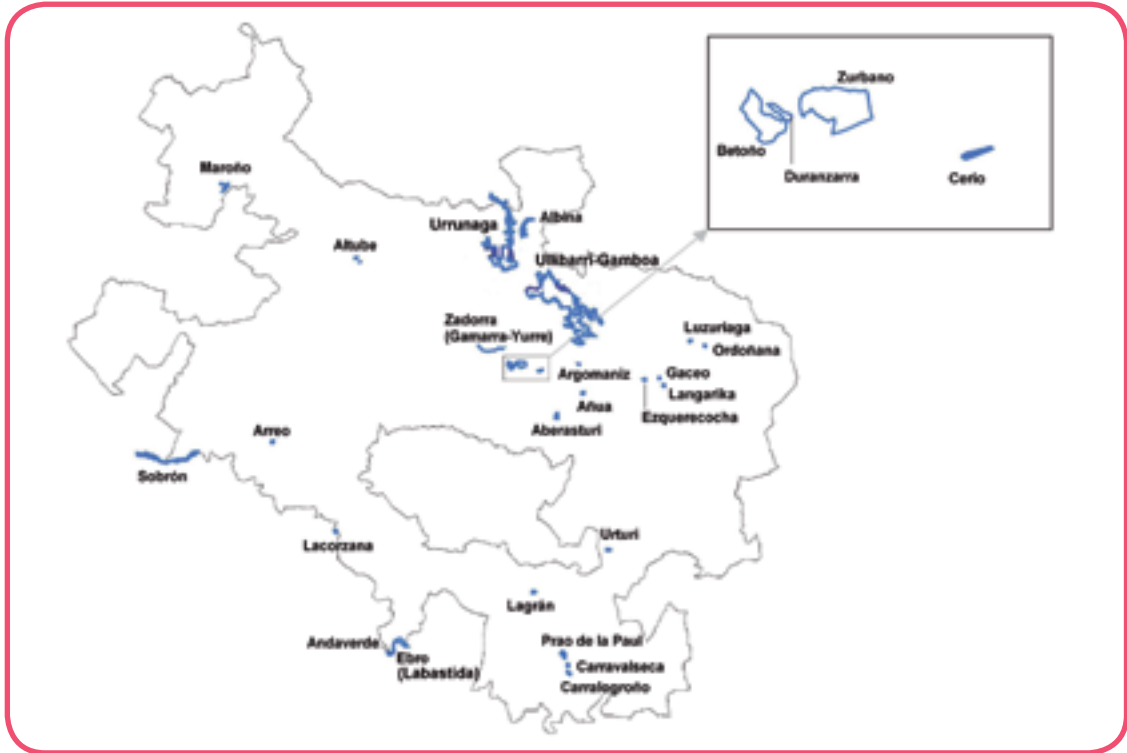 Zurbano
Betoño
Duranzarra
Cerio
Maroño
Urrunaga
Albina
Altube
Ullibarri-Gamboa
Zadorra
(Gamarra-Yurre)
Luzuriaga
Ordoñana
Argomaniz
Gaceo
Langarika
Añua
Ezquerecocha
Aberasturi
Arreo
Sobrón
Lacorzana
Urturi
Lagrán
Andaverde
Ebro
(Labastida)
Prao de la Paul
Carravalseca
Carralogroño